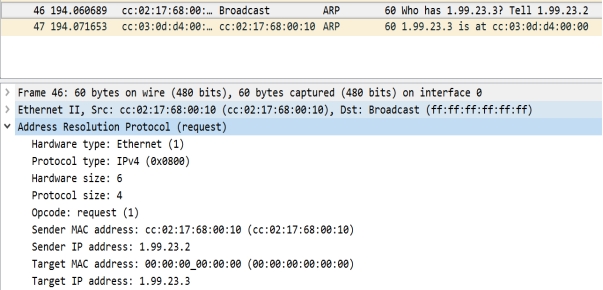 46 194.060689 cc:02:17:68:00:… Broadcast ARP 60 Who has 1.99.23.3? Tell 1.99.23.2
47 194.071653 cc:03:0d:d4:00:… cc:02:17:68:00:10 ARP 60 1.99.23.3 is at cc:03:0d:d4:00:00
Frame 46: 60 bytes on wire (480 bits), 60 bytes captured (480 bits) on interface 0
Ethernet II, Src: cc:02:17:68:00:10 (cc:02:17:68:00:10), Dst: Broadcast (ff:ff:ff:ff:ff:ff)
Address Resolution Protocol (request)
Hardware type: Ethernet (1)
Protocol type: IPv4 (0x0800)
Hardware size: 6
Protocol size: 4
Opcode: request (1)
Sender MAC address: cc:02:17:68:00:10 (cc:02:17:68:00:10)
Sender IP address: 1.99.23.2
Target MAC address: 00:00:00_00:00:00 (00:00:00:00:00:00)
Target IP address: 1.99.23.3